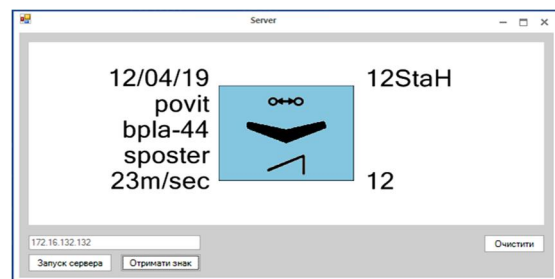 Server
12/04/19
povit
bpla-44
sposter
23m/sec
12StaH
12
172.16.132.132
Очистити
Запуск сервера
Отримати знак